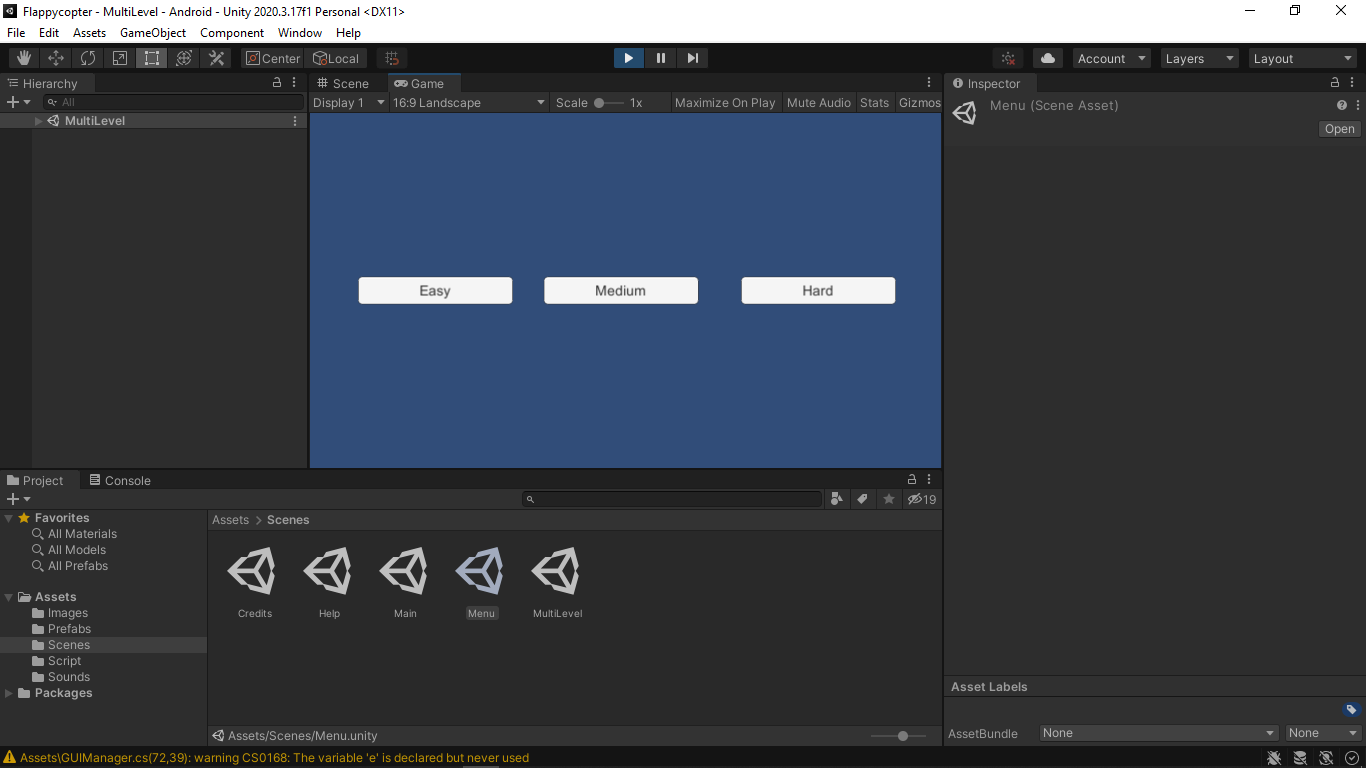 Flappycopter - MultiLevel - Android - Unity 2020.3.17f1 Personal <DX11>
File Edit Assets GameObject Component Window Help
Center Local Account Layers Layout
Hierarchy
All
MultiLevel
Scene Game
Display 1 16:9 Landscape Scale 1x Maximize On Play Mute Audio Stats Gizmos
Easy Medium Hard
Inspector
Menu (Scene Asset)
Open
Project Console
19
Favorites
All Materials
All Models
All Prefabs
Assets
Images
Prefabs
Scenes
Script
Sounds
Packages
Assets > Scenes
Credits Help Main Menu MultiLevel
Assets/Scenes/Menu.unity
Asset Labels
AssetBundle None None
Assets\GUIManager.cs(72,39): warning CS0168: The variable 'e' is declared but never used